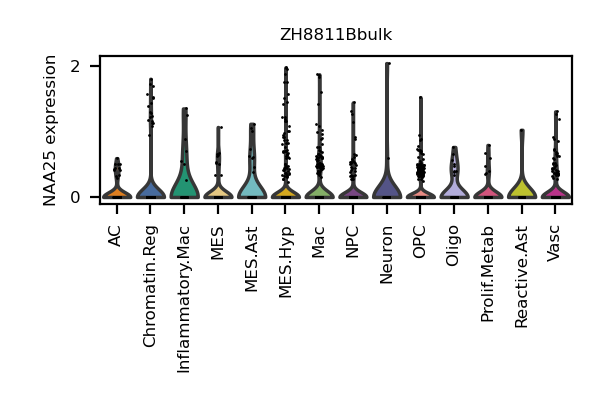 ZH8811Bbulk
NAA25 expression
2
0
AC
Chromatin.Reg
Inflammatory.Mac
MES
MES.Ast
MES.Hyp
Mac
NPC
Neuron
OPC
Oligo
Prolif.Metab
Reactive.Ast
Vasc